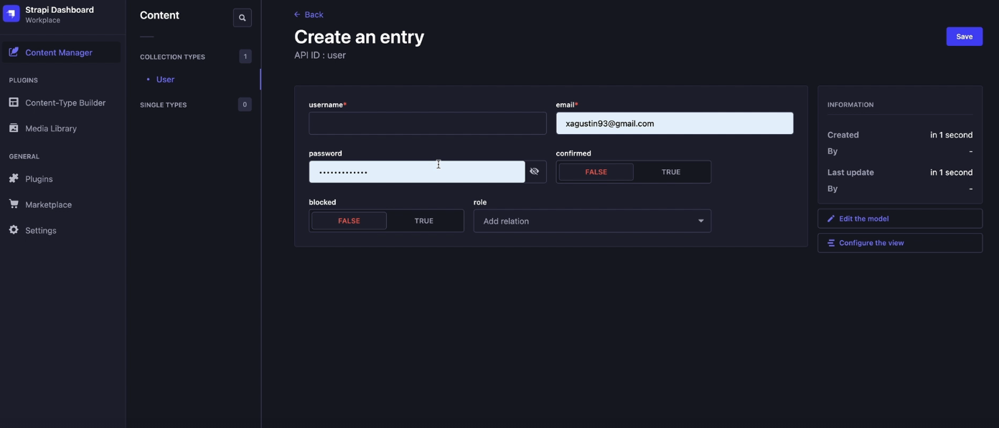 Strapi Dashboard
Workplace
Content Manager
PLUGINS
Content-Type Builder
Media Library
GENERAL
Plugins
Marketplace
Settings
Content
COLLECTION TYPES 1
User
SINGLE TYPES 0
← Back
Create an entry
API ID : user
Save
username*
email*
xagustin93@gmail.com
password
•••••••••••••
confirmed
FALSE TRUE
blocked
FALSE TRUE
role
Add relation
INFORMATION
Created in 1 second
By -
Last update in 1 second
By -
Edit the model
Configure the view